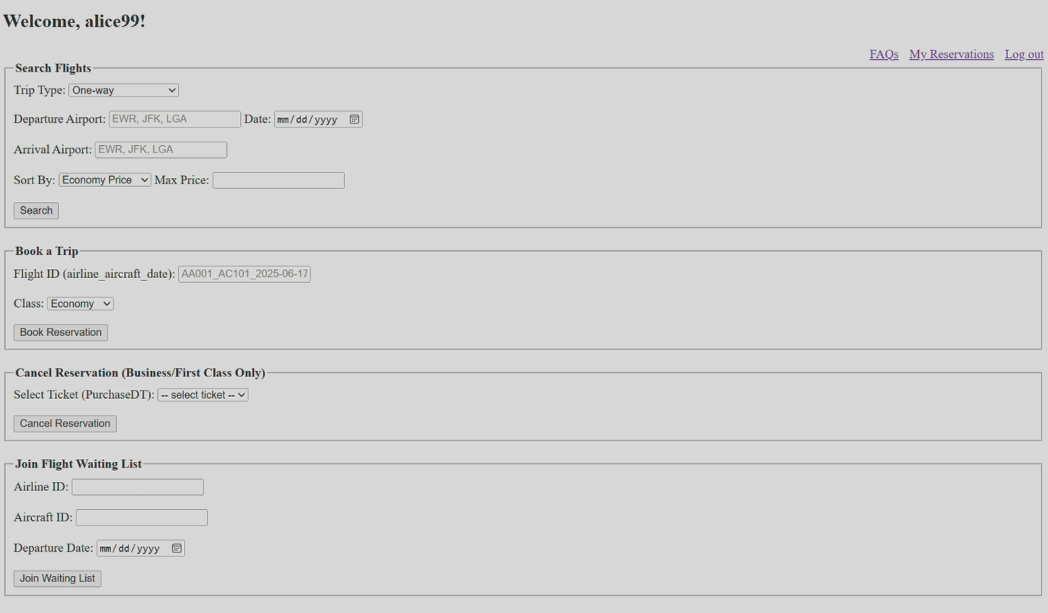 Welcome, alice99!
FAQs My Reservations Log out
Search Flights
Trip Type: One-way
Departure Airport: EWR, JFK, LGA Date: mm/dd/yyyy
Arrival Airport: EWR, JFK, LGA
Sort By: Economy Price Max Price:
Search
Book a Trip
Flight ID (airline_aircraft_date): AA001_AC101_2025-06-17
Class: Economy
Book Reservation
Cancel Reservation (Business/First Class Only)
Select Ticket (PurchaseDT): -- select ticket --
Cancel Reservation
Join Flight Waiting List
Airline ID:
Aircraft ID:
Departure Date: mm/dd/yyyy
Join Waiting List